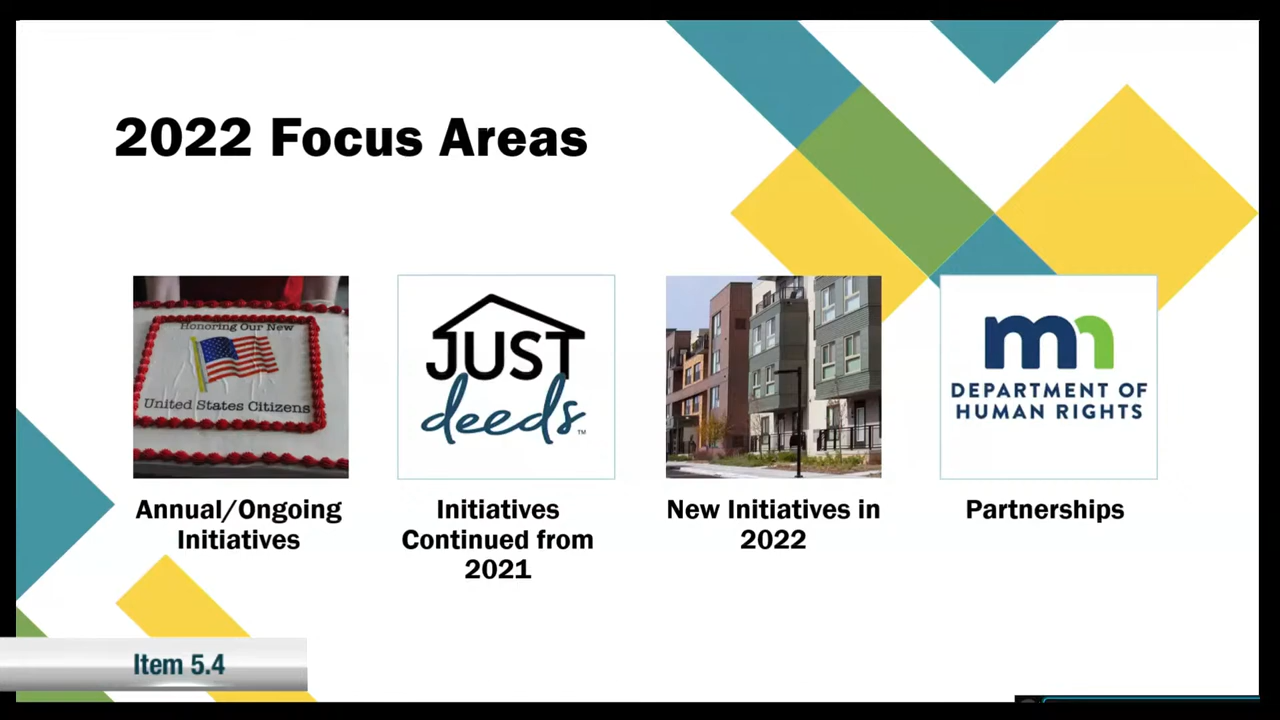 2022 Focus Areas
Honoring Our New
United States Citizens
JUST
deeds™
mn
DEPARTMENT OF
HUMAN RIGHTS
Annual/Ongoing
Initiatives
Initiatives
Continued from
2021
New Initiatives in
2022
Partnerships
Item 5.4